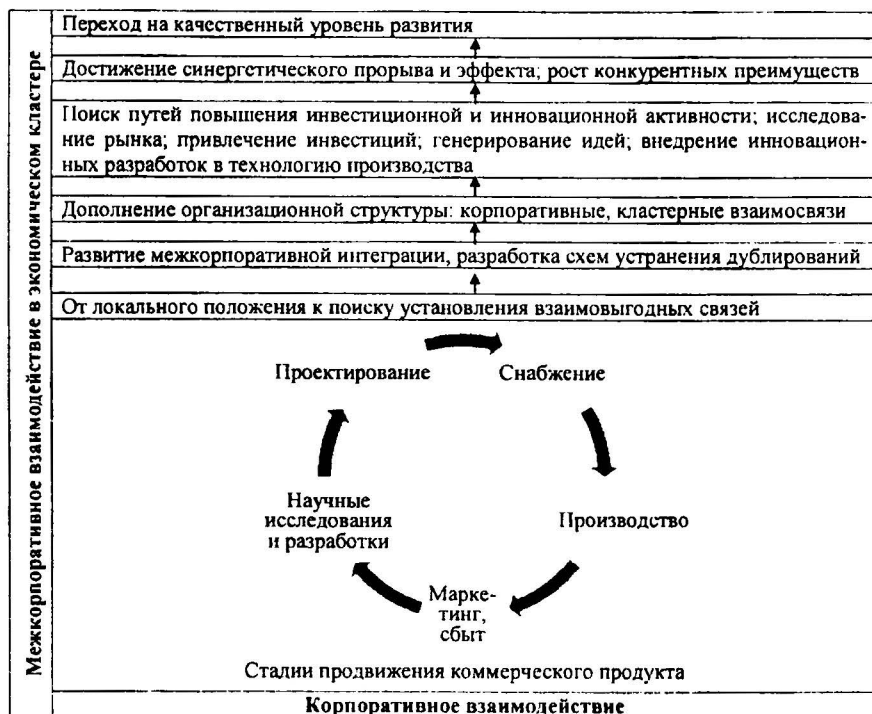 Межкорпоративное взаимодействие в экономическом кластере
Переход на качественный уровень развития
Достижение синергетического прорыва и эффекта; рост конкурентных преимуществ
Поиск путей повышения инвестиционной и инновационной активности; исследова-
ние рынка; привлечение инвестиций; генерирование идей; внедрение инновацион-
ных разработок в технологию производства
Дополнение организационной структуры: корпоративные, кластерные взаимосвязи
Развитие межкорпоративной интеграции, разработка схем устранения дублирований
От локального положения к поиску установления взаимовыгодных связей
Проектирование
Снабжение
Научные
исследования
и разработки
Производство
Марке-
тинг,
сбыт
Стадии продвижения коммерческого продукта
Корпоративное взаимодействие